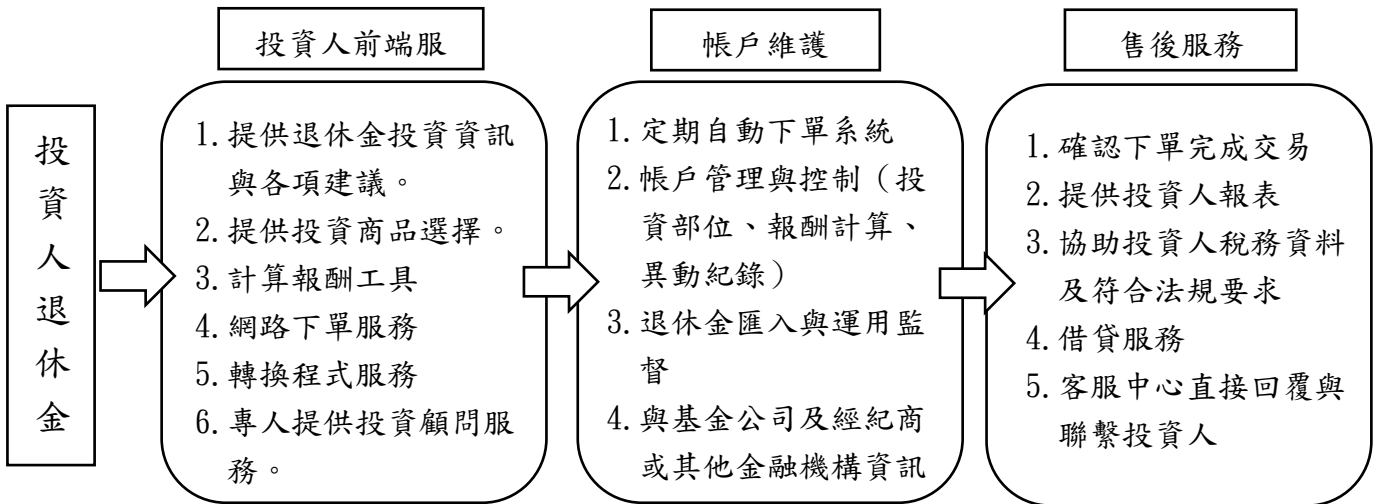 投資人退休金
投資人前端服
1.提供退休金投資資訊
與各項建議。
2.提供投資商品選擇。
3.計算報酬工具
4.網路下單服務
5.轉換程式服務
6.專人提供投資顧問服
務。
帳戶維護
1.定期自動下單系統
2.帳戶管理與控制（投
資部位、報酬計算、
異動紀錄）
3.退休金匯入與運用監
督
4.與基金公司及經紀商
或其他金融機構資訊
售後服務
1.確認下單完成交易
2.提供投資人報表
3.協助投資人稅務資料
及符合法規要求
4.借貸服務
5.客服中心直接回覆與
聯繫投資人